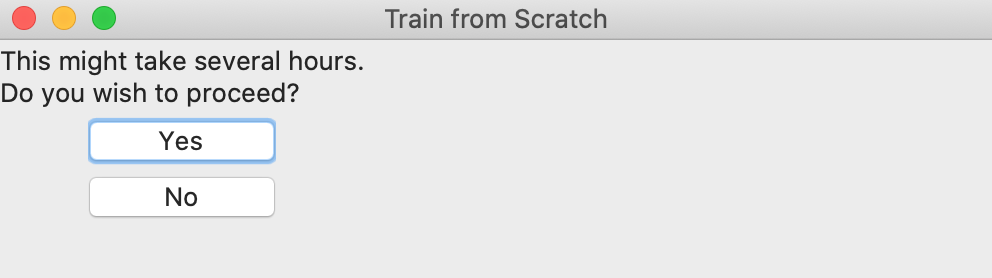 Train from Scratch
This might take several hours.
Do you wish to proceed?
Yes
No